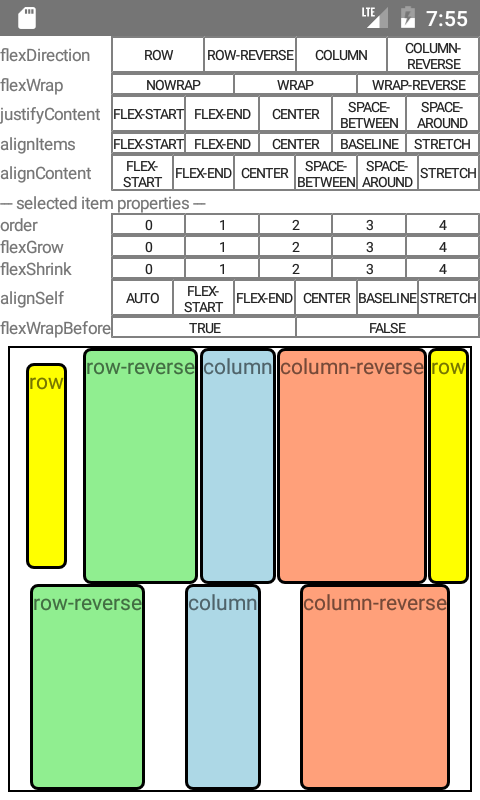 LTE 7:55
flexDirection ROW ROW-REVERSE COLUMN COLUMN-
REVERSE
flexWrap NOWRAP WRAP WRAP-REVERSE
justifyContent FLEX-START FLEX-END CENTER SPACE-
BETWEEN SPACE-
AROUND
alignItems FLEX-START FLEX-END CENTER BASELINE STRETCH
alignContent FLEX-
START FLEX-END CENTER SPACE-
BETWEEN SPACE-
AROUND STRETCH
— selected item properties —
order 0 1 2 3 4
flexGrow 0 1 2 3 4
flexShrink 0 1 2 3 4
alignSelf AUTO FLEX-
START FLEX-END CENTER BASELINE STRETCH
flexWrapBefore TRUE FALSE
row row-reverse column column-reverse row
row-reverse column column-reverse